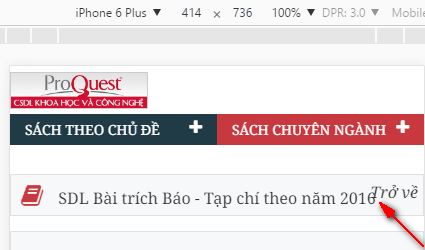 iPhone 6 Plus ▼ 414 × 736 100% ▼ DPR: 3.0 ▼ Mobile
ProQuest
CSDL KHOA HỌC VÀ CÔNG NGHỆ
SÁCH THEO CHỦ ĐỀ + SÁCH CHUYÊN NGÀNH +
SDL Bài trích Báo - Tạp chí theo năm 2016 Trở về